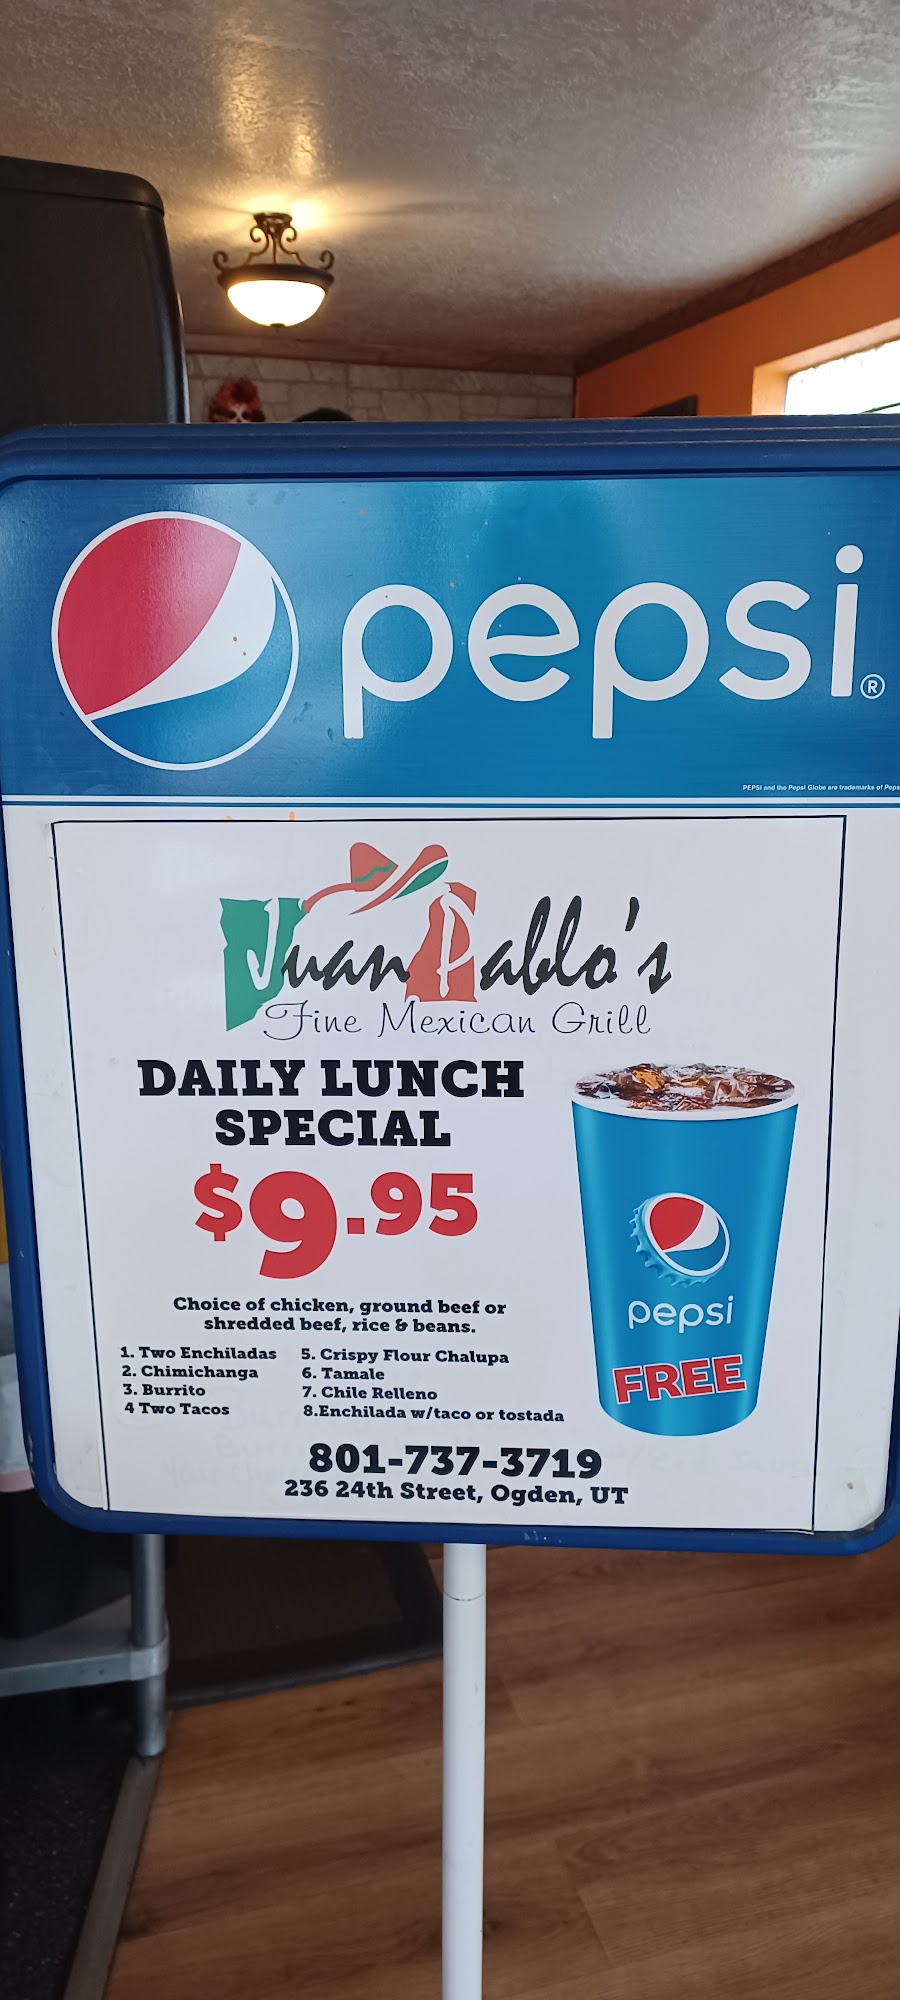 pepsi®
PEPSI and the Pepsi Globe are trademarks of Peps
Juan Pablo's
Fine Mexican Grill
DAILY LUNCH
SPECIAL
$9.95
Choice of chicken, ground beef or
shredded beef, rice & beans.
1. Two Enchiladas
2. Chimichanga
3. Burrito
4 Two Tacos
5. Crispy Flour Chalupa
6. Tamale
7. Chile Relleno
8.Enchilada w/taco or tostada
pepsi
FREE
801-737-3719
236 24th Street, Ogden, UT